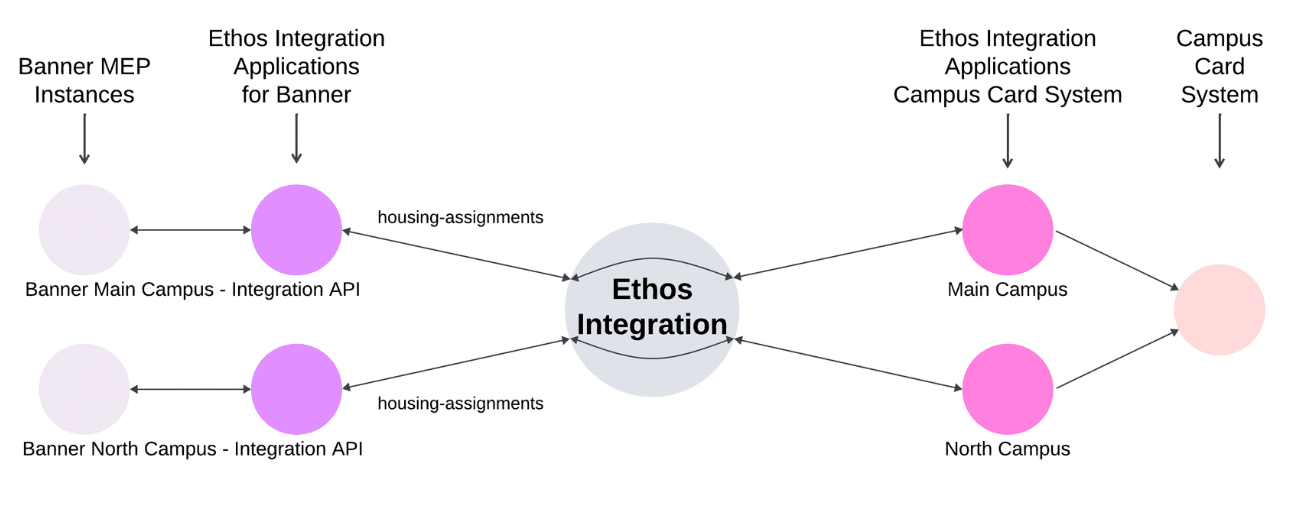 Banner MEP
Instances
Ethos Integration
Applications
for Banner
Ethos Integration
Applications
Campus Card System
Campus
Card
System
housing-assignments
Banner Main Campus - Integration API
Ethos
Integration
Main Campus
housing-assignments
Banner North Campus - Integration API
North Campus